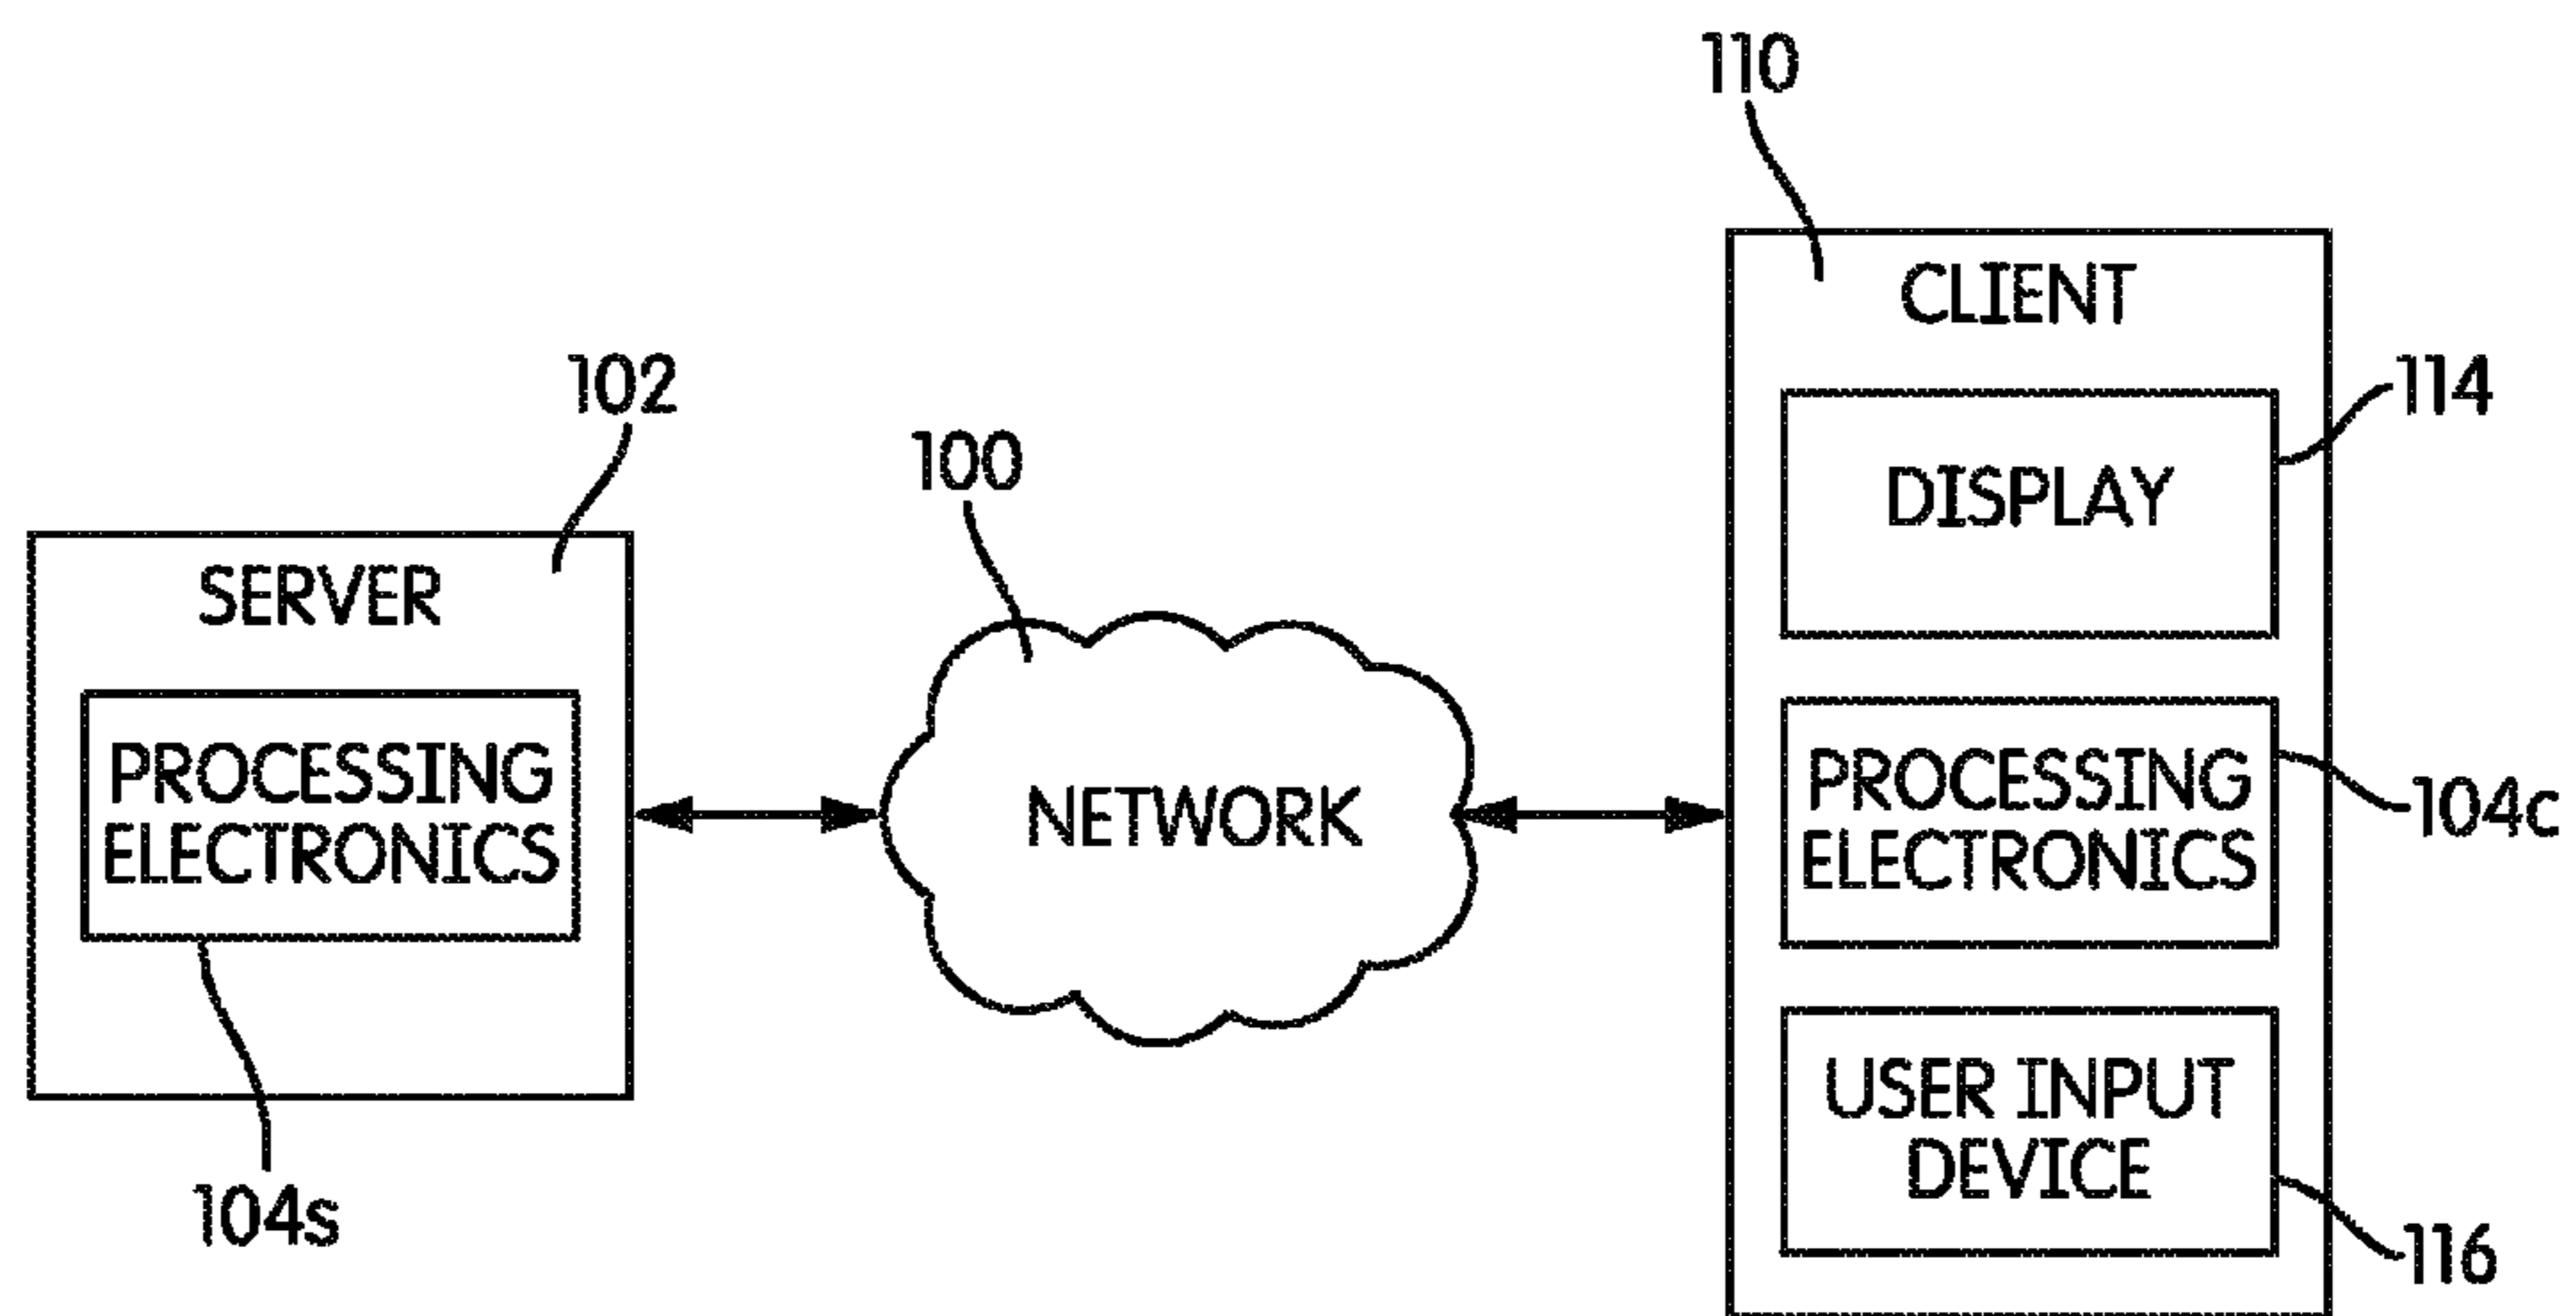 110
CLIENT
114
DISPLAY
102
100
SERVER
PROCESSING
ELECTRONICS
NETWORK
PROCESSING
ELECTRONICS
104c
USER INPUT
DEVICE
104s
116